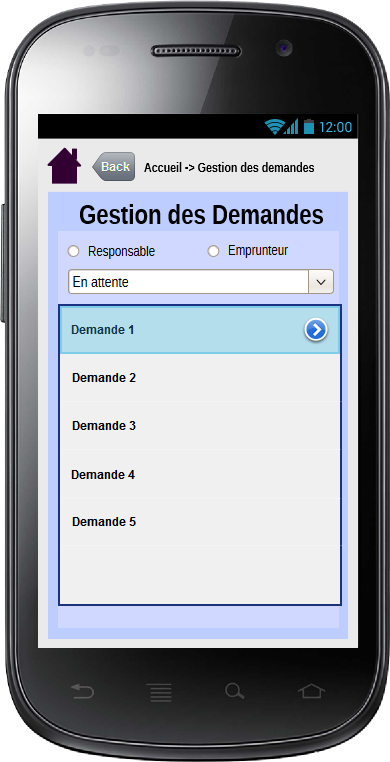 12:00
Back
Accueil -> Gestion des demandes
Gestion des Demandes
Responsable
Emprunteur
En attente
Demande 1
Demande 2
Demande 3
Demande 4
Demande 5